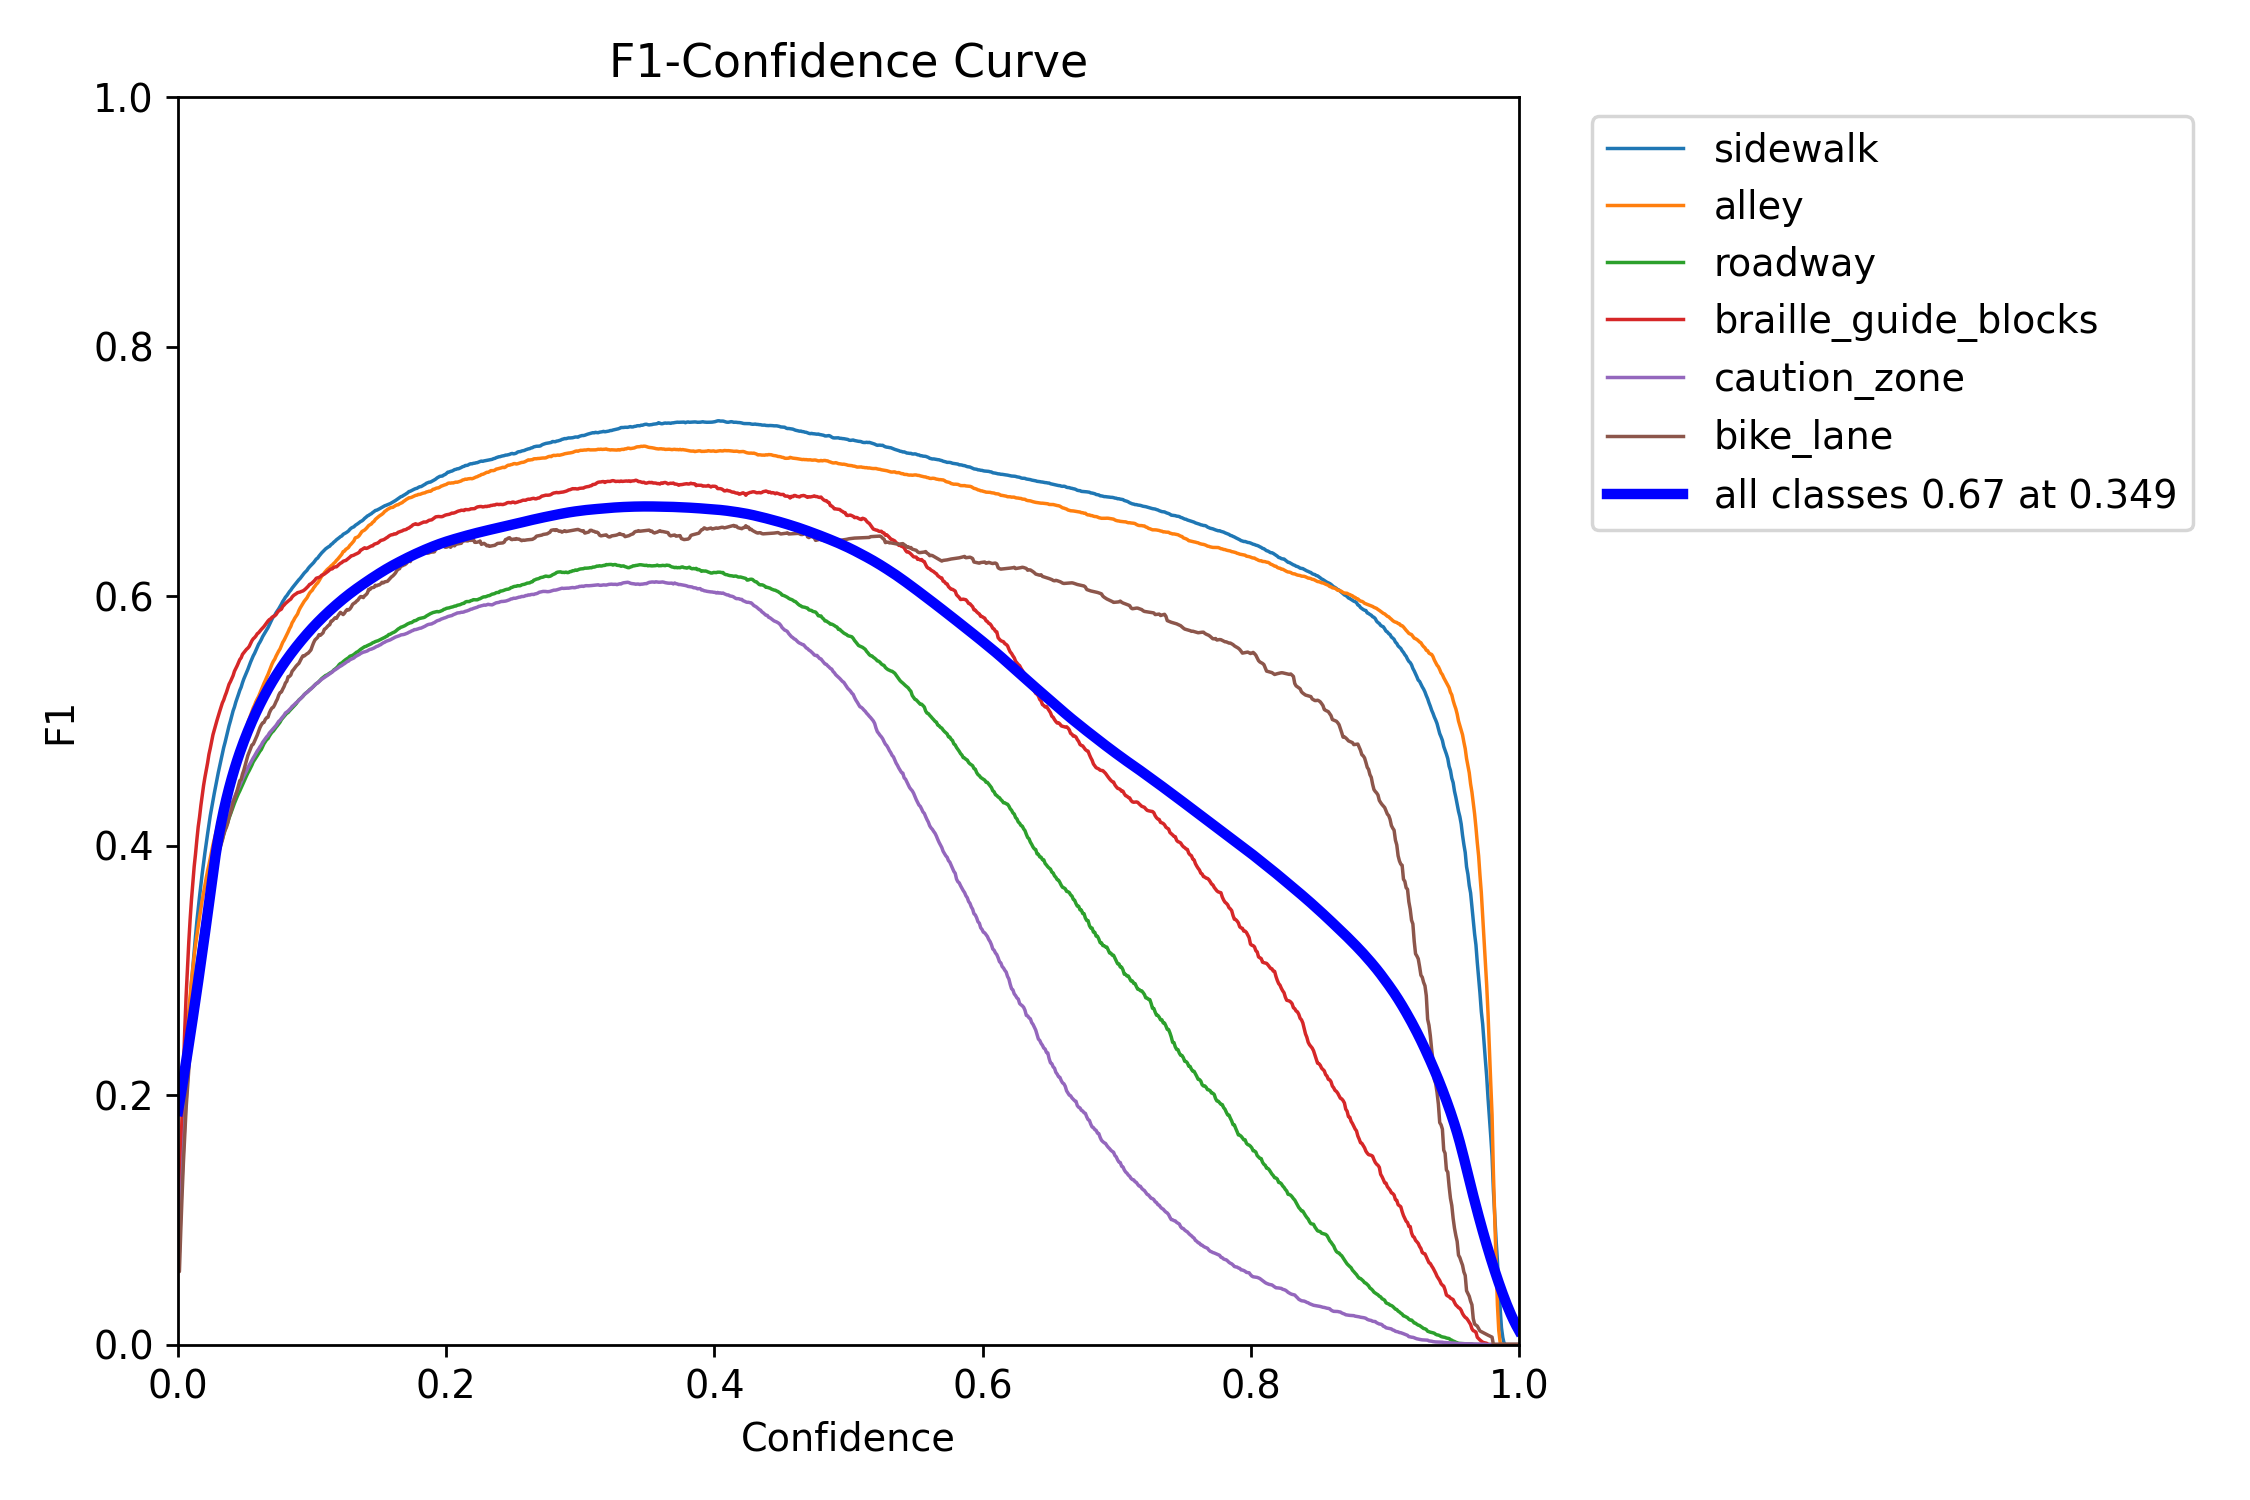 F1-Confidence Curve
1.0
0.8
0.6
0.4
0.2
0.0
F1
0.0 0.2 0.4 0.6 0.8 1.0
Confidence
sidewalk
alley
roadway
braille_guide_blocks
caution_zone
bike_lane
all classes 0.67 at 0.349